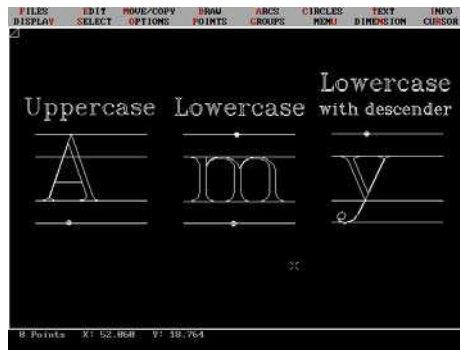 FILES EDIT MOVE/COPY DRAW ARCS CIRCLES TEXT INFO
DISPLAY SELECT OPTIONS POINTS GROUPS MENU DIMENSION CURSOR
Uppercase Lowercase Lowercase
with descender
A m y
0 Points X: 52.060 Y: 18.764